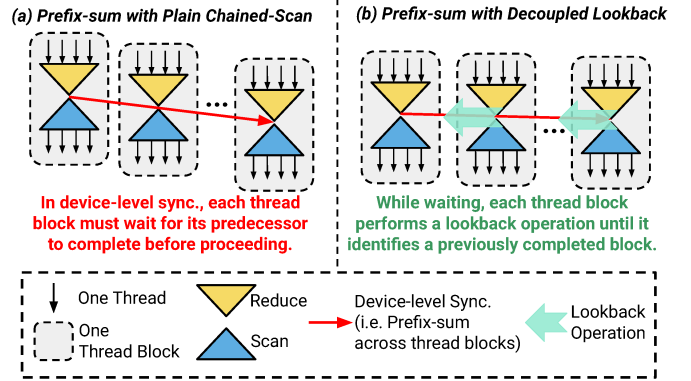 (a) Prefix-sum with Plain Chained-Scan
(b) Prefix-sum with Decoupled Lookback
In device-level sync., each thread
block must wait for its predecessor
to complete before proceeding.
While waiting, each thread block
performs a lookback operation until it
identifies a previously completed block.
One Thread
One
Thread Block
Reduce
Scan
Device-level Sync.
(i.e. Prefix-sum
across thread blocks)
Lookback
Operation